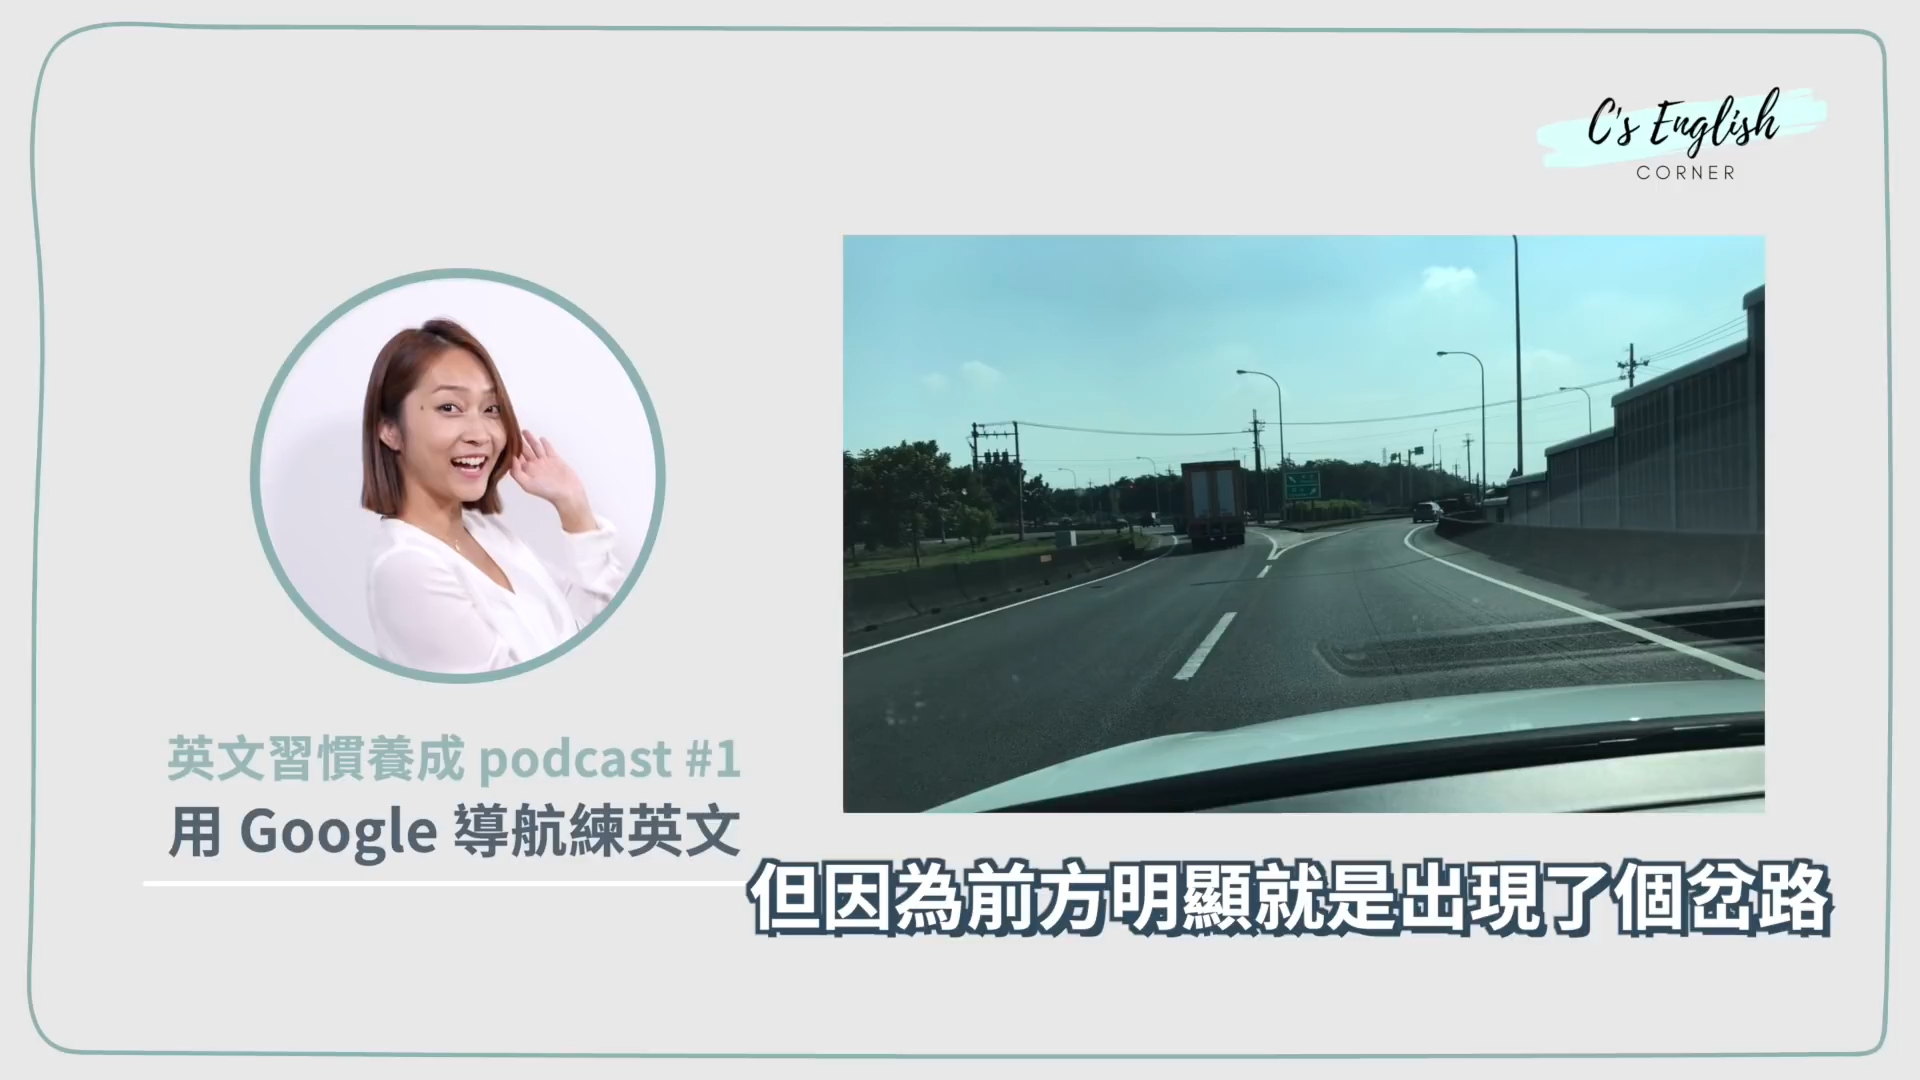 C's English
CORNER
英文習慣養成 podcast #1
用 Google 導航練英文
但因為前方明顯就是出現了個岔路